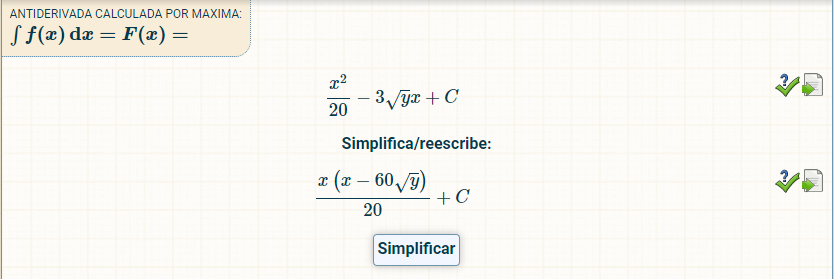 ANTIDERIVADA CALCULADA POR MAXIMA:
∫ f(x) dx = F(x) =
x²/20 − 3√y x + C
Simplifica/reescribe:
x (x − 60√y)/20 + C
Simplificar